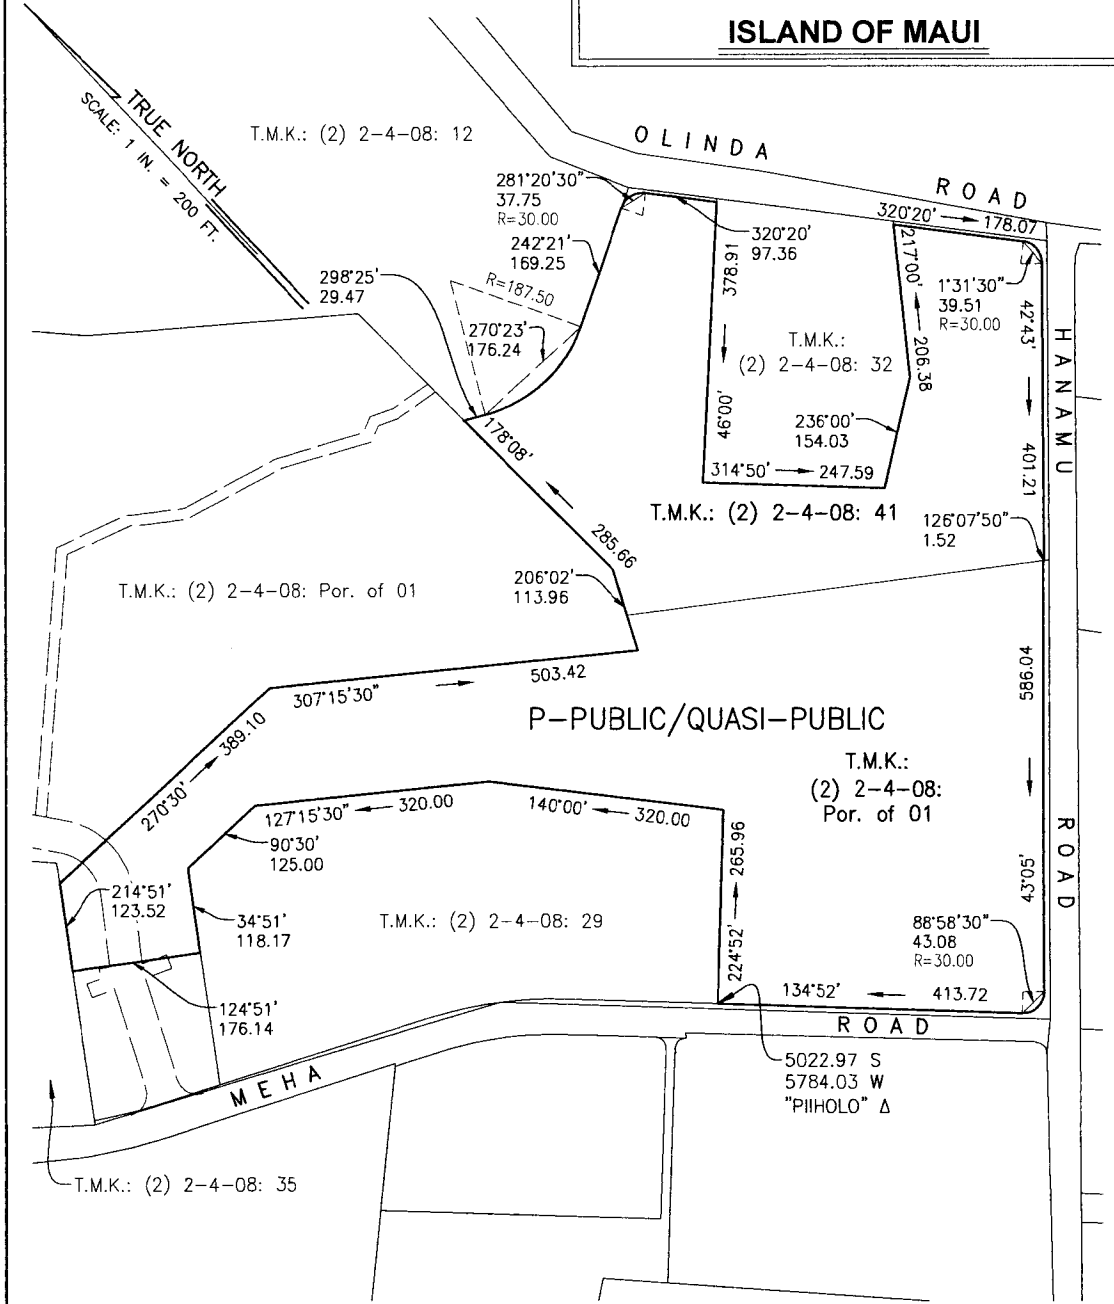 ISLAND OF MAUI
TRUE NORTH
SCALE: 1 IN. = 200 FT.
T.M.K.: (2) 2-4-08: 12
OLINDA
ROAD
281°20'30"
37.75
R=30.00
320°20' 178.07
320°20'
97.36
242°21'
169.25
298°25'
29.47
R=187.50
270°23'
176.24
378.91
46°00'
217°00'
206.38
1°31'30"
39.51
R=30.00
T.M.K.:
(2) 2-4-08: 32
236°00'
154.03
314°50' 247.59
42°43'
401.21
HANAMU
178°08'
285.66
T.M.K.: (2) 2-4-08: 41
126°07'50"
1.52
206°02'
113.96
T.M.K.: (2) 2-4-08: Por. of 01
307°15'30" 503.42
589.04
43°05'
P-PUBLIC/QUASI-PUBLIC
T.M.K.:
(2) 2-4-08:
Por. of 01
270°30' 389.10
127°15'30" 320.00
140°00' 320.00
90°30'
125.00
224°52' 265.96
ROAD
214°51'
123.52
34°51'
118.17
T.M.K.: (2) 2-4-08: 29
88°58'30"
43.08
R=30.00
134°52' 413.72
124°51'
176.14
MEHA
ROAD
5022.97 S
5784.03 W
"PIIHOLO" Δ
T.M.K.: (2) 2-4-08: 35